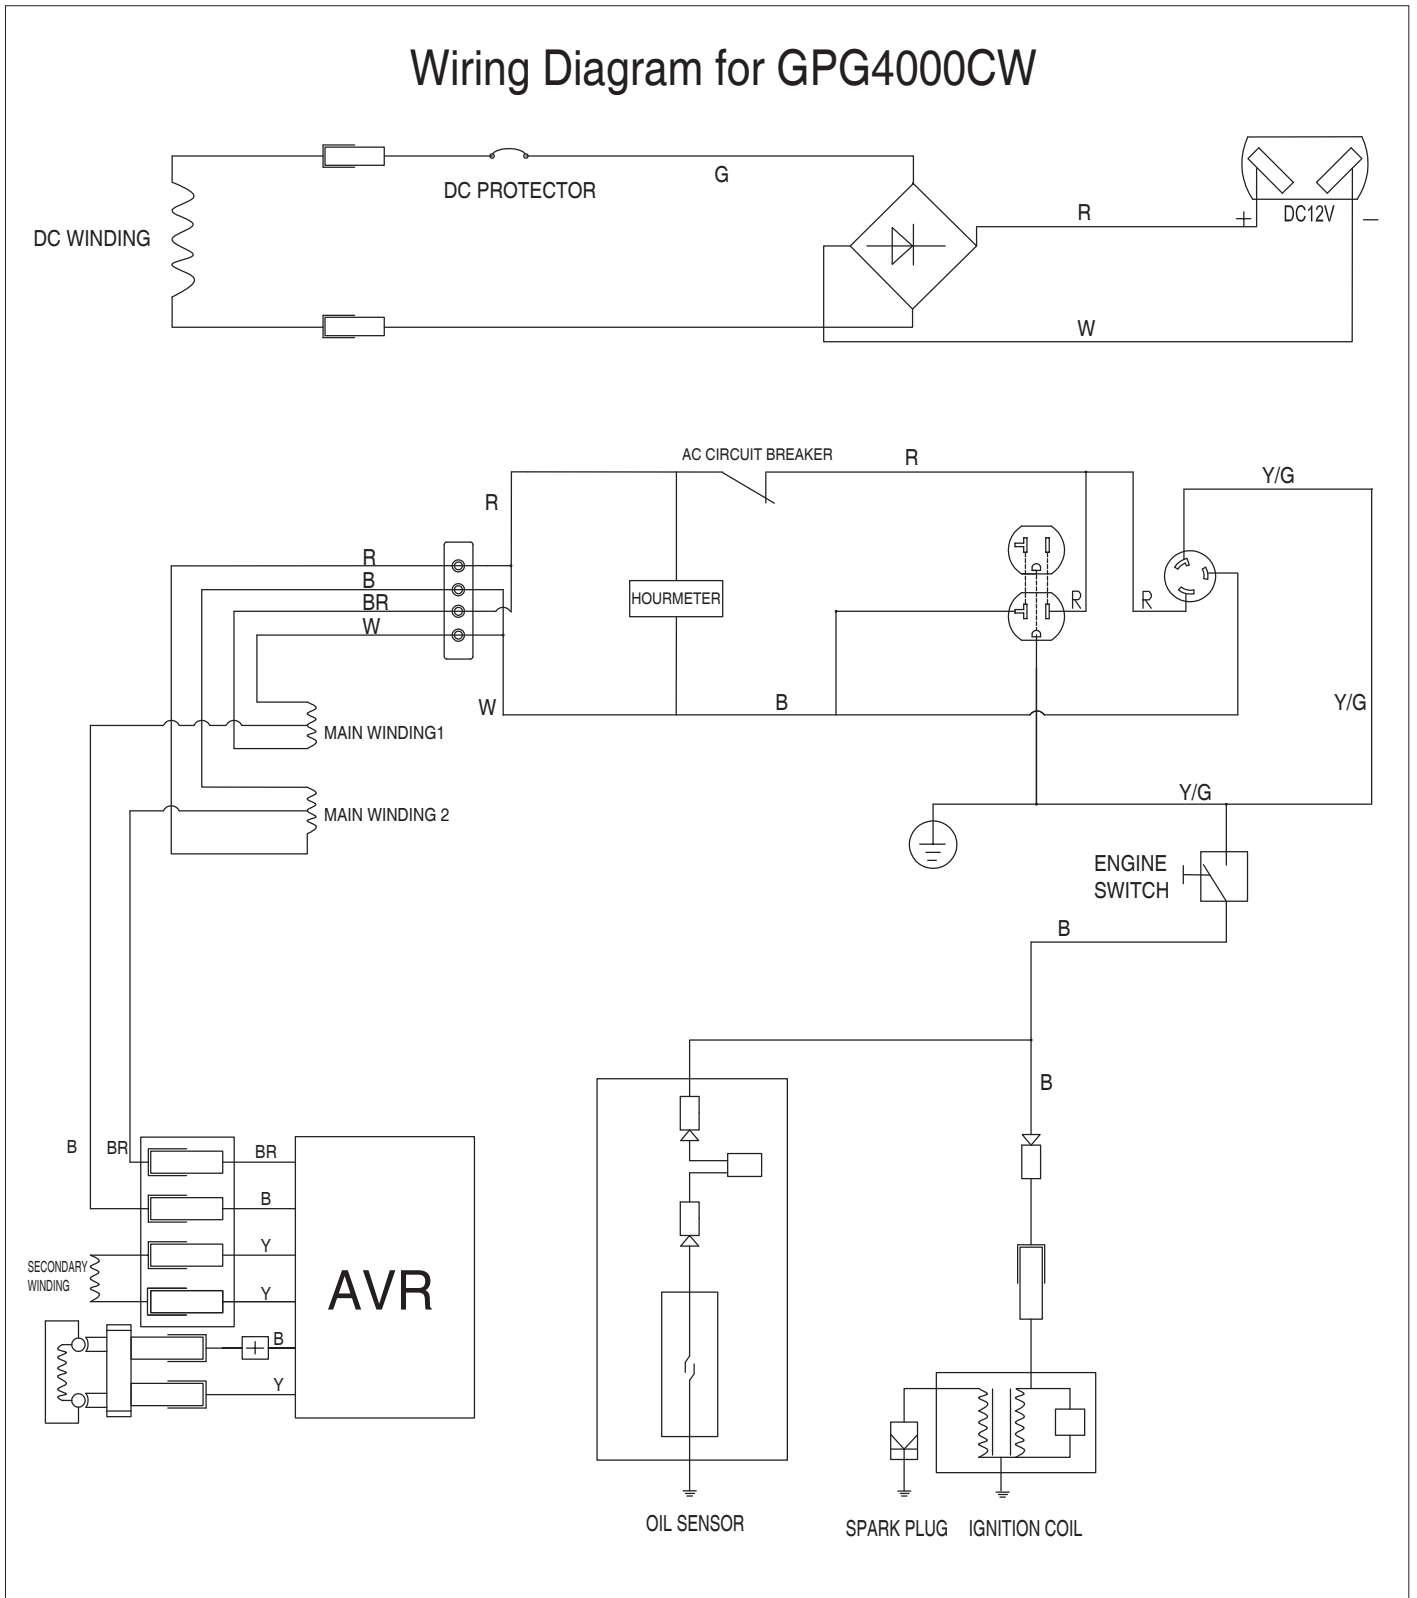 Wiring Diagram for GPG4000CW
DC PROTECTOR
G
DC WINDING
R
+
DC12V
−
W
AC CIRCUIT BREAKER
R
Y/G
R
R
B
BR
W
HOURMETER
R
R
W
B
Y/G
MAIN WINDING1
MAIN WINDING 2
Y/G
ENGINE
SWITCH
B
B
B
BR
BR
B
Y
Y
SECONDARY
WINDING
AVR
+
B
Y
OIL SENSOR
SPARK PLUG
IGNITION COIL